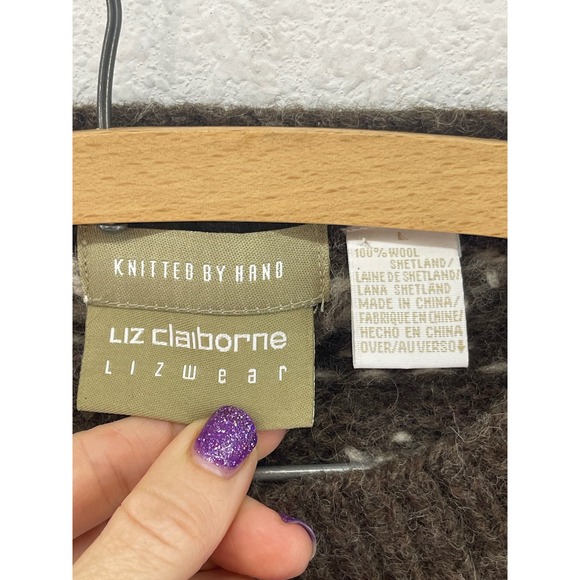 KNITTED BY HAND
LIZ claiborne
LIZwear
L
100% WOOL
SHETLAND/
LAINE DE SHETLAND/
LANA SHETLAND
MADE IN CHINA/
FABRIQUE EN CHINE/
HECHO EN CHINA
OVER/AU VERSO